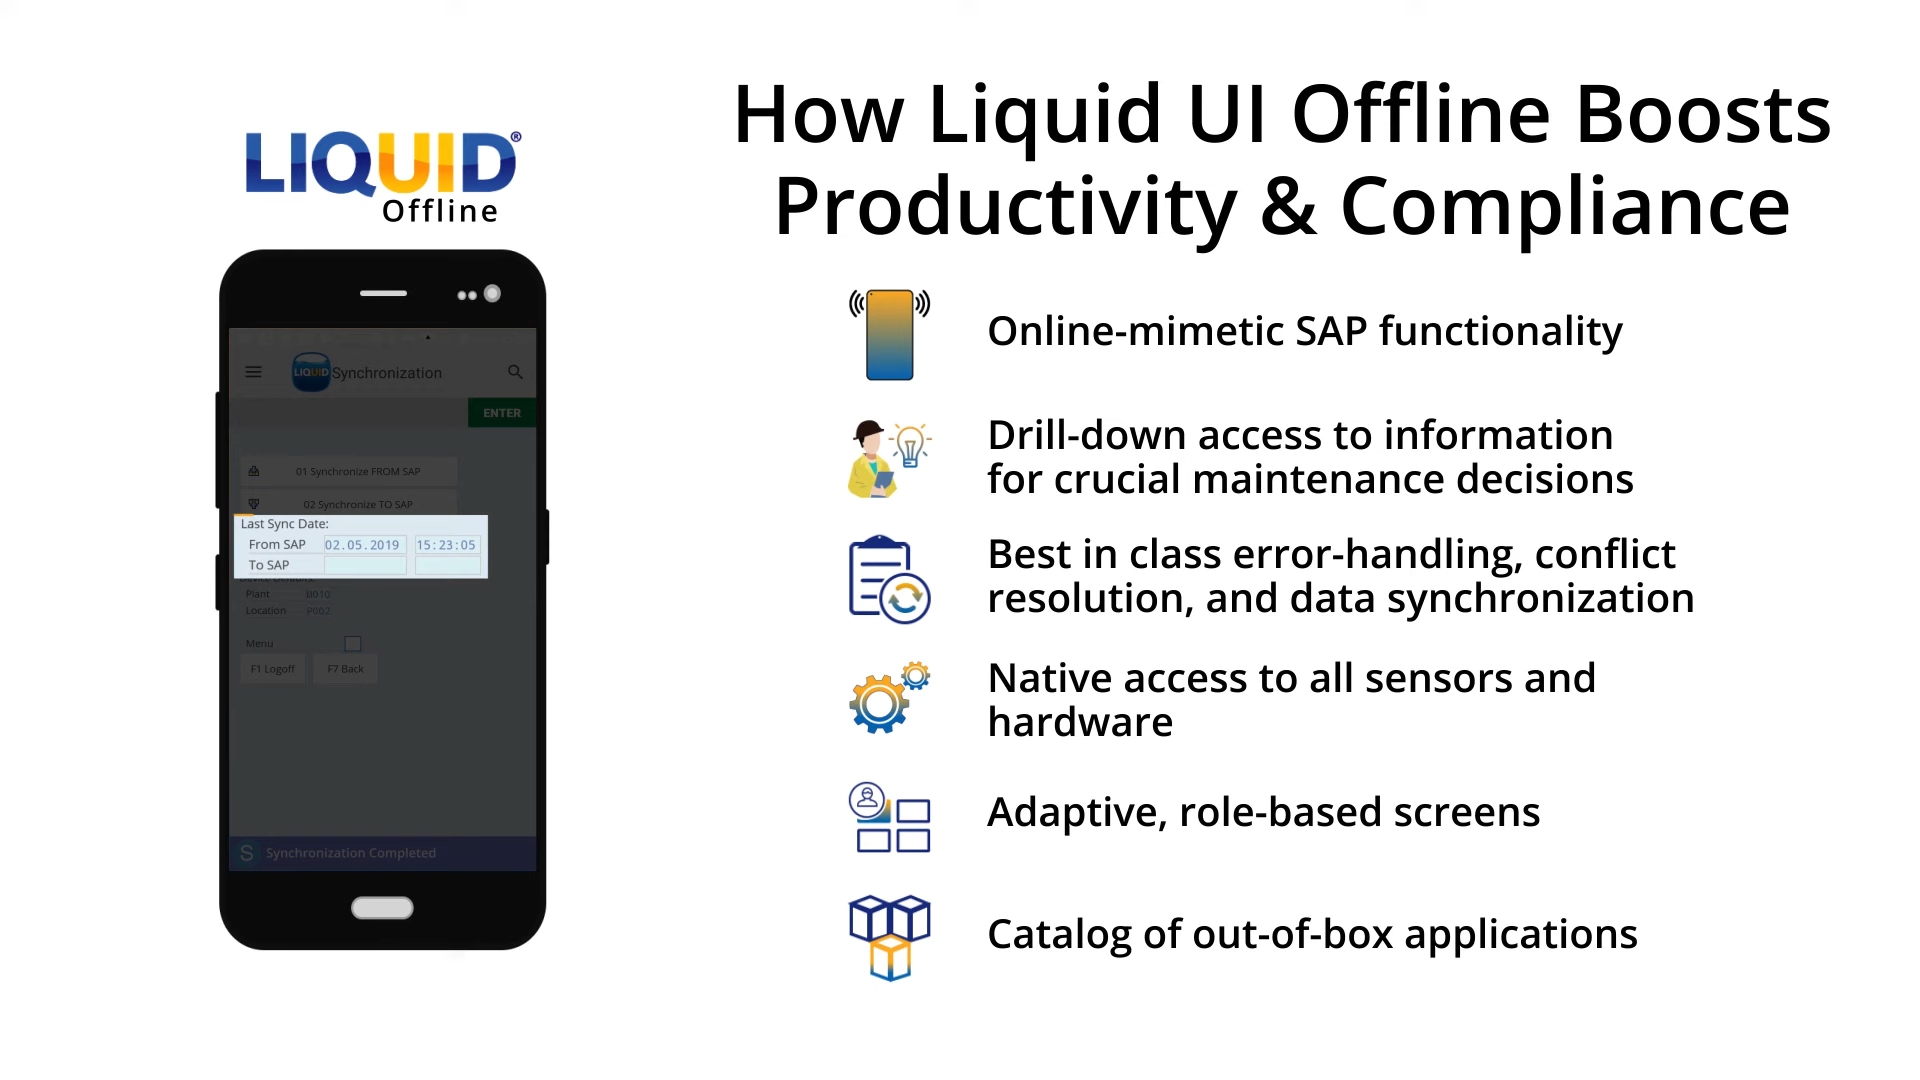 LIQUID®
Offline
LIQUID Synchronization
ENTER
01 Synchronize FROM SAP
02 Synchronize TO SAP
Last Sync Date:
From SAP 02.05.2019 15:23:05
To SAP
Plant
Location P002
Menu
F1 Logoff F7 Back
S Synchronization Completed
How Liquid UI Offline Boosts
Productivity & Compliance
Online-mimetic SAP functionality
Drill-down access to information
for crucial maintenance decisions
Best in class error-handling, conflict
resolution, and data synchronization
Native access to all sensors and
hardware
Adaptive, role-based screens
Catalog of out-of-box applications